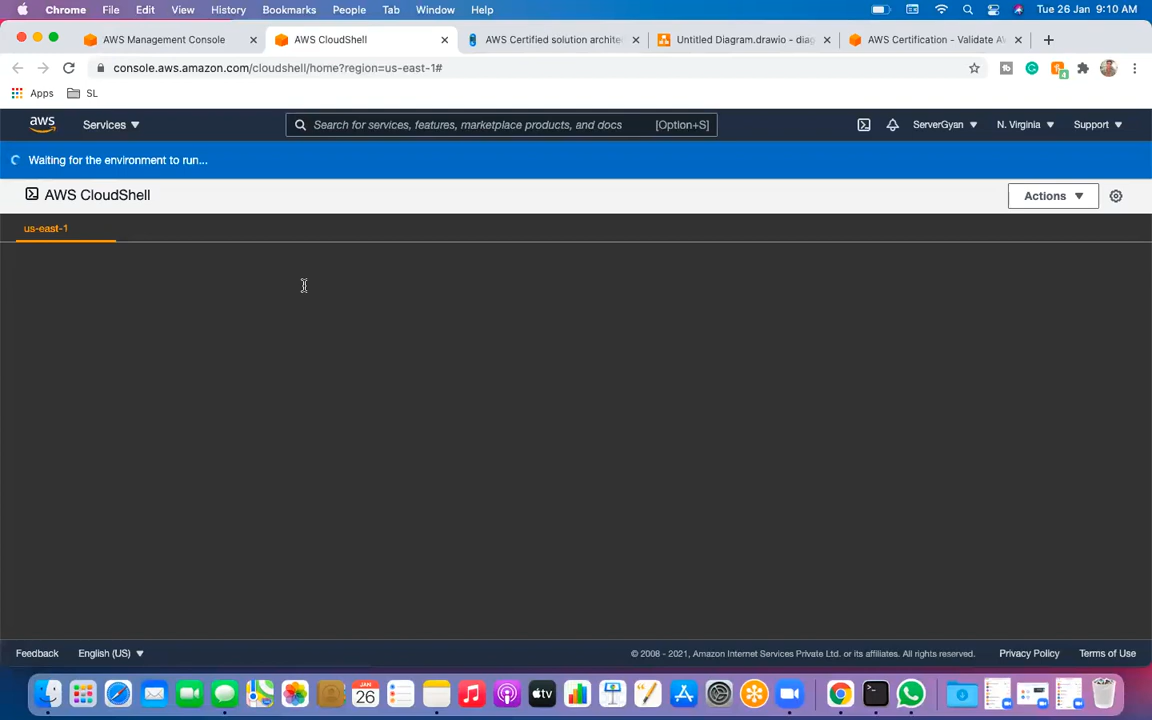 Chrome File Edit View History Bookmarks People Tab Window Help Tue 26 Jan 9:10 AM
AWS Management Console AWS CloudShell AWS Certified solution archite Untitled Diagram.drawio - diag AWS Certification - Validate AW
console.aws.amazon.com/cloudshell/home?region=us-east-1#
Apps SL
aws Services Search for services, features, marketplace products, and docs [Option+S] ServerGyan N. Virginia Support
Waiting for the environment to run...
AWS CloudShell Actions
us-east-1
Feedback English (US) © 2008 - 2021, Amazon Internet Services Private Ltd. or its affiliates. All rights reserved. Privacy Policy Terms of Use
JAN
26
tv